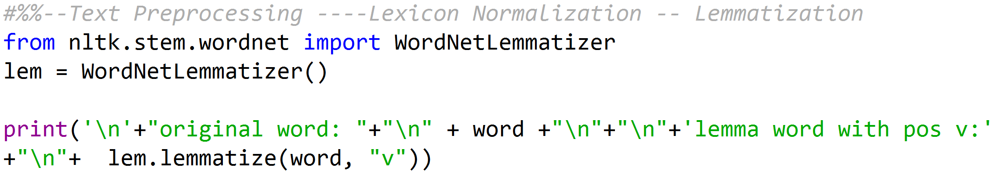 #%%--Text Preprocessing ----Lexicon Normalization -- Lemmatization
from nltk.stem.wordnet import WordNetLemmatizer
lem = WordNetLemmatizer()
print('\n'+"original word: "+"\n" + word +"\n"+"\n"+'lemma word with pos v:'
+"\n"+  lem.lemmatize(word, "v"))